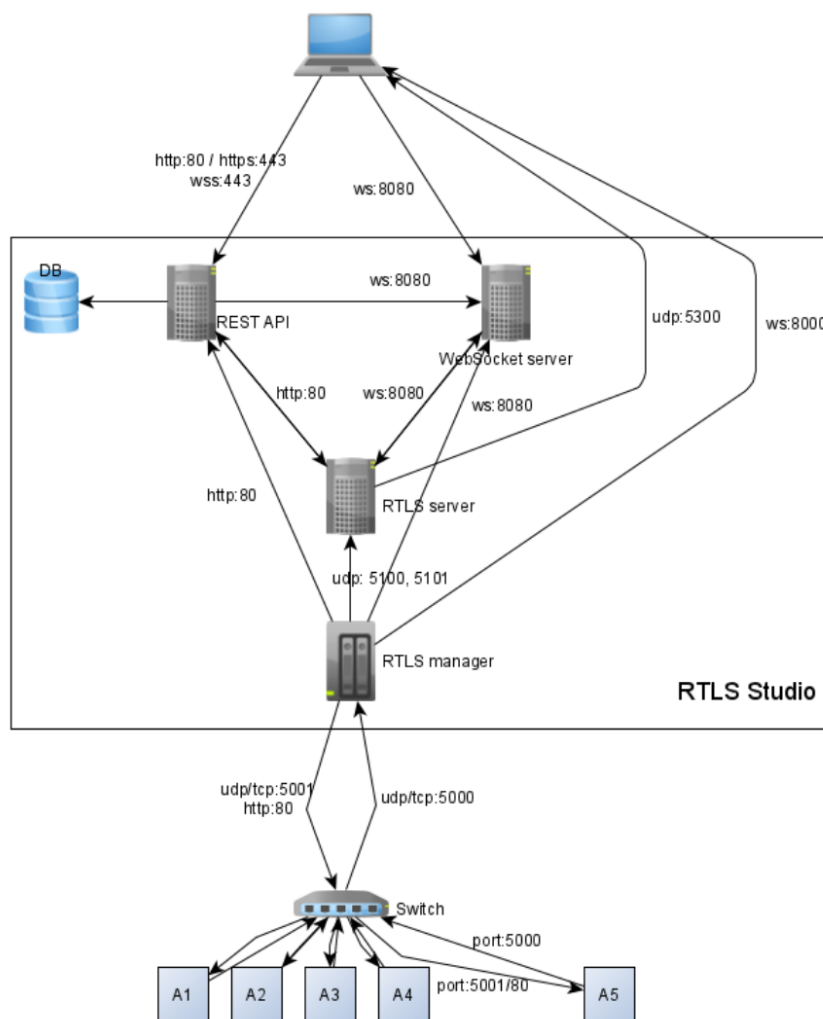 http:80 / https:443
wss:443
ws:8080
DB
REST API
ws:8080
WebSocket server
udp:5300
ws:8000
http:80
ws:8080
ws:8080
RTLS server
http:80
udp: 5100, 5101
RTLS manager
RTLS Studio
udp/tcp:5001
http:80
udp/tcp:5000
Switch
port:5000
port:5001/80
A1
A2
A3
A4
A5